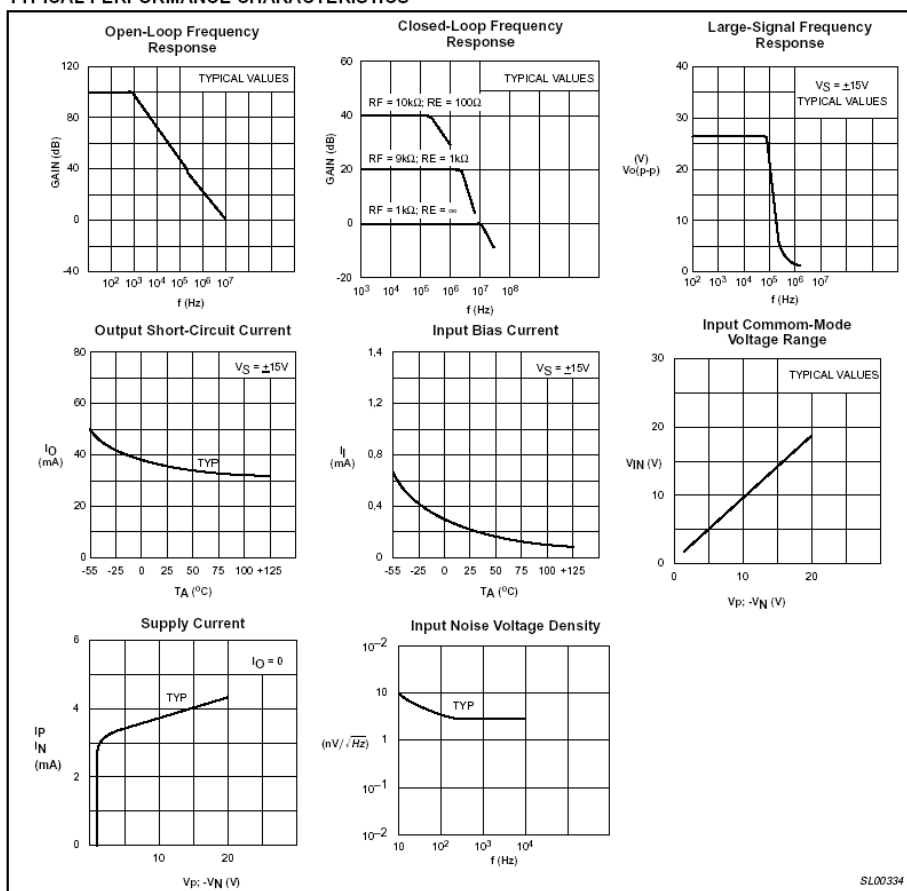 TYPICAL PERFORMANCE CHARACTERISTICS
Open-Loop Frequency
Response
120
80
40
0
-40
GAIN (dB)
TYPICAL VALUES
10² 10³ 10⁴ 10⁵ 10⁶ 10⁷
f (Hz)
Closed-Loop Frequency
Response
60
40
20
0
-20
GAIN (dB)
TYPICAL VALUES
RF = 10kΩ; RE = 100Ω
RF = 9kΩ; RE = 1kΩ
RF = 1kΩ; RE = ∞
10³ 10⁴ 10⁵ 10⁶ 10⁷ 10⁸
f (Hz)
Large-Signal Frequency
Response
40
30
20
10
0
(V)
Vo(p-p)
VS = ±15V
TYPICAL VALUES
10² 10³ 10⁴ 10⁵ 10⁶ 10⁷
f (Hz)
Output Short-Circuit Current
80
60
40
30
0
IO
(mA)
VS = ±15V
TYP
-55 -25 0 25 50 75 100 +125
TA (°C)
Input Bias Current
1,4
1,2
0,8
0,4
0
II
(mA)
VS = ±15V
-55 -25 0 25 50 75 100 +125
TA (°C)
Input Commom-Mode
Voltage Range
30
20
10
0
VIN (V)
TYPICAL VALUES
0 10 20
Vp; -VN (V)
Supply Current
6
4
2
0
IP
IN
(mA)
IO = 0
TYP
10 20
Vp; -VN (V)
Input Noise Voltage Density
10⁻²
10
1
10⁻¹
10⁻²
(nV/√Hz)
TYP
10 10² 10³ 10⁴
f (Hz)
SL00334